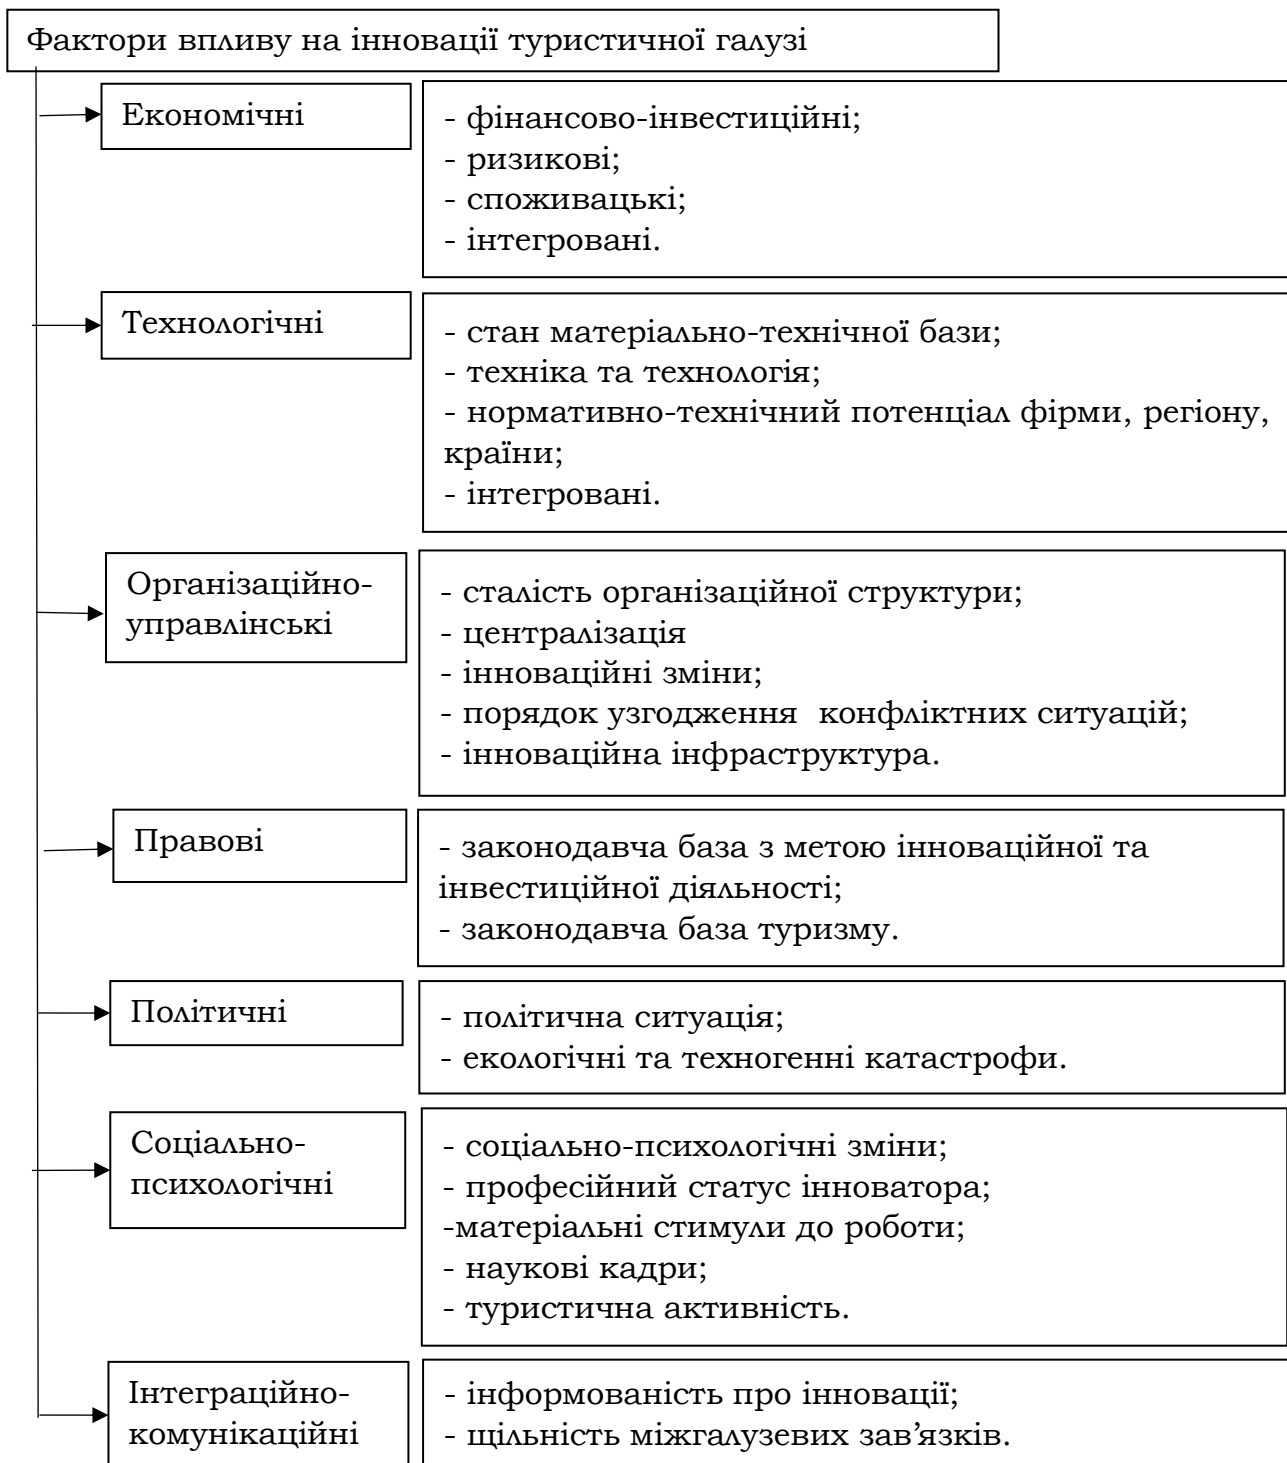 Фактори впливу на інновації туристичної галузі
Економічні
- фінансово-інвестиційні;
- ризикові;
- споживацькі;
- інтегровані.
Технологічні
- стан матеріально-технічної бази;
- техніка та технологія;
- нормативно-технічний потенціал фірми, регіону,
країни;
- інтегровані.
Організаційно-
управлінські
- сталість організаційної структури;
- централізація
- інноваційні зміни;
- порядок узгодження  конфліктних ситуацій;
- інноваційна інфраструктура.
Правові
- законодавча база з метою інноваційної та
інвестиційної діяльності;
- законодавча база туризму.
Політичні
- політична ситуація;
- екологічні та техногенні катастрофи.
Соціально-
психологічні
- соціально-психологічні зміни;
- професійний статус інноватора;
-матеріальні стимули до роботи;
- наукові кадри;
- туристична активність.
Інтеграційно-
комунікаційні
- інформованість про інновації;
- щільність міжгалузевих зав’язків.